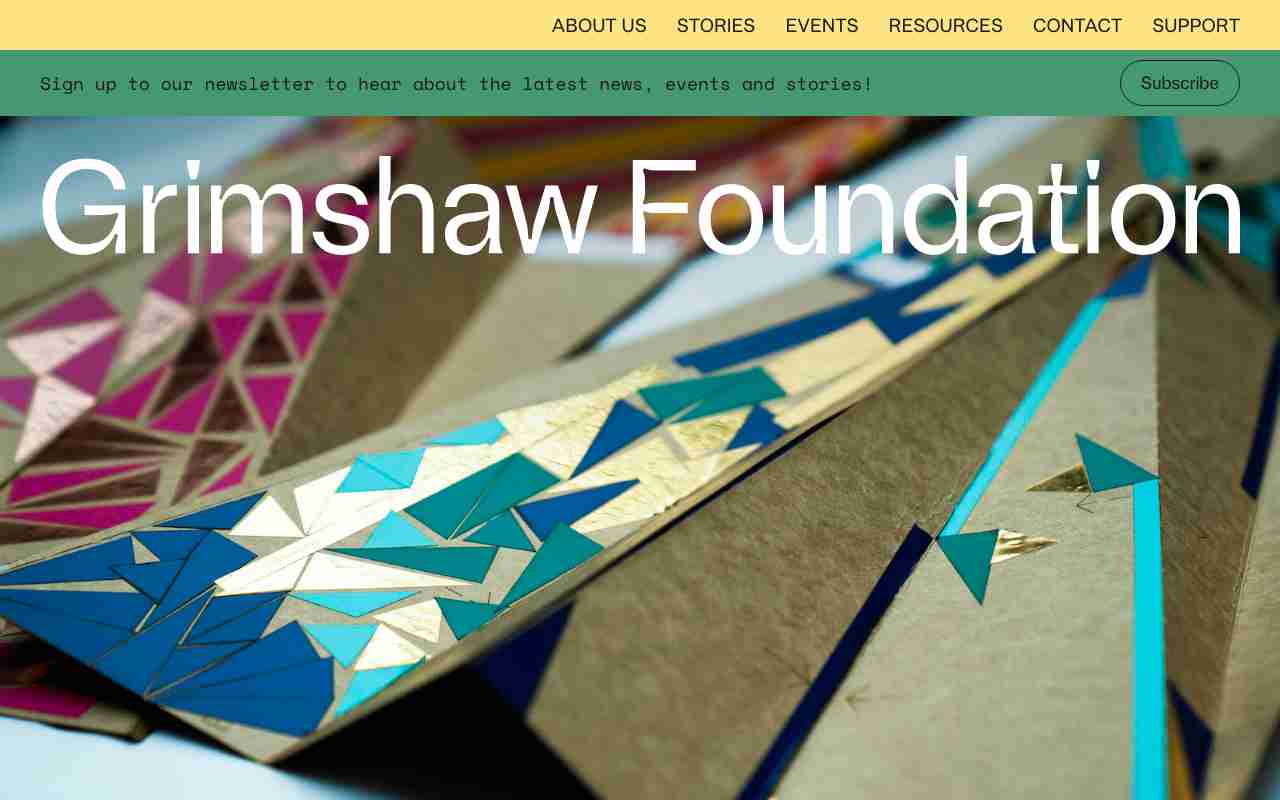 ABOUT US STORIES EVENTS RESOURCES CONTACT SUPPORT
Sign up to our newsletter to hear about the latest news, events and stories! Subscribe
Grimshaw Foundation